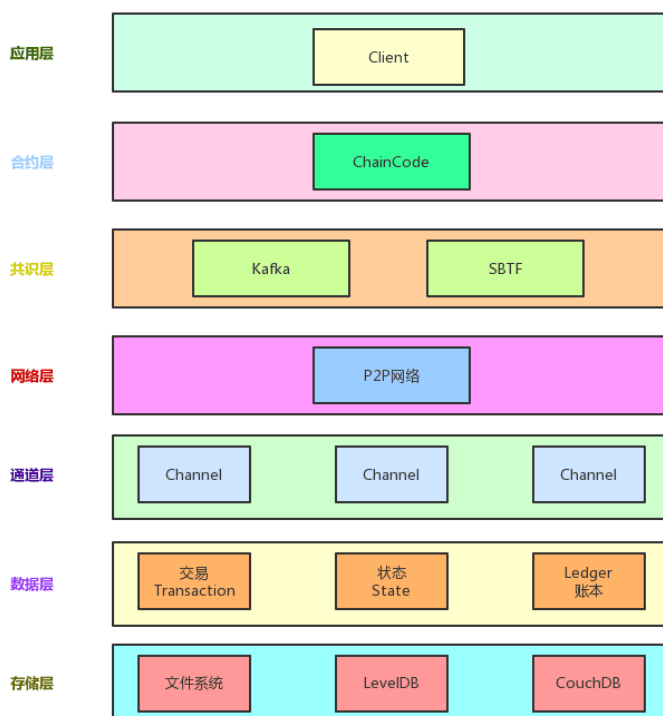 应用层
Client
合约层
ChainCode
共识层
Kafka
SBTF
网络层
P2P网络
通道层
Channel
Channel
Channel
数据层
交易
Transaction
状态
State
Ledger
账本
存储层
文件系统
LevelDB
CouchDB